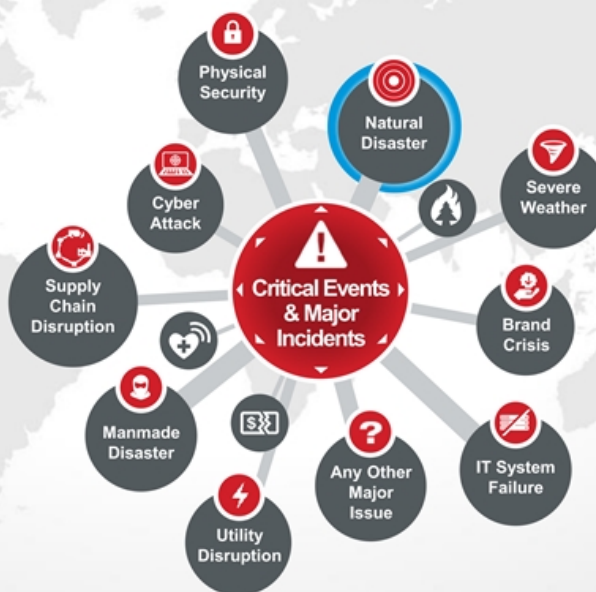 Physical
Security
Natural
Disaster
Severe
Weather
Cyber
Attack
Supply
Chain
Disruption
Critical Events
& Major
Incidents
Brand
Crisis
Manmade
Disaster
$
Utility
Disruption
?
Any Other
Major
Issue
IT System
Failure